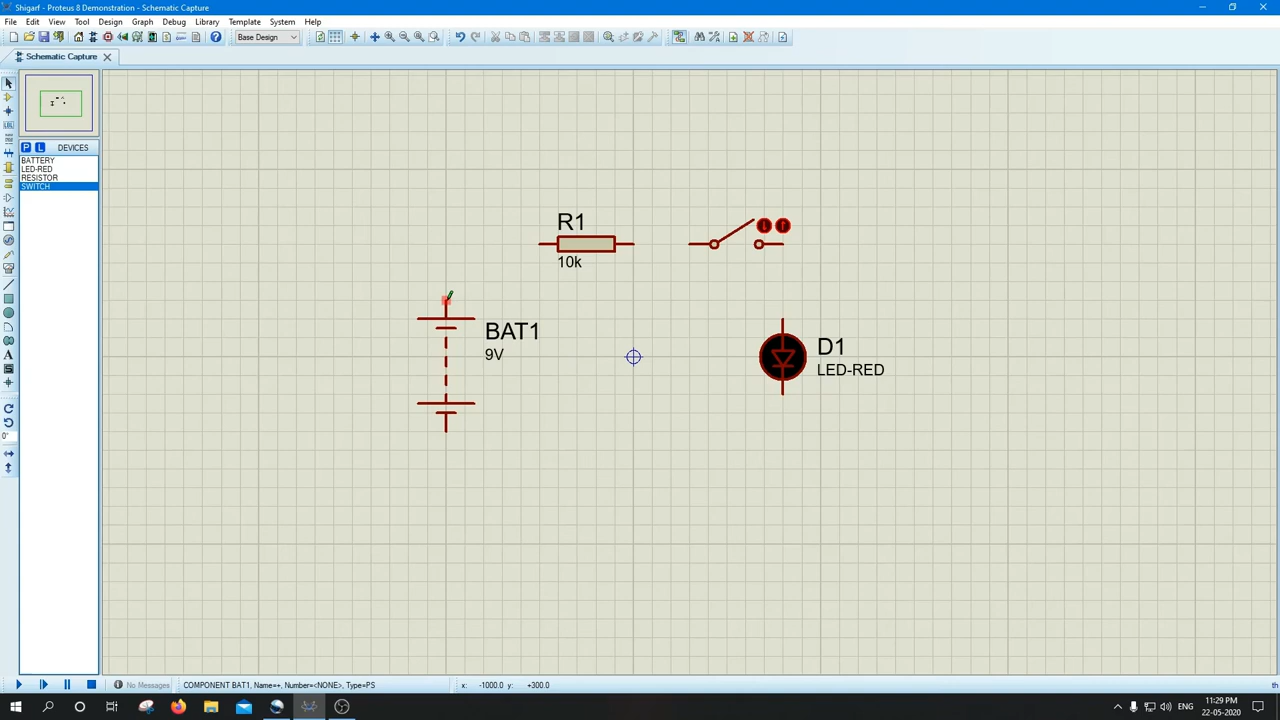 Shigarf - Proteus 8 Demonstration - Schematic Capture
File Edit View Tool Design Graph Debug Library Template System Help
Base Design
Schematic Capture
P L DEVICES
BATTERY
LED-RED
RESISTOR
SWITCH
R1
10k
BAT1
9V
D1
LED-RED
0°
No Messages
COMPONENT BAT1, Name=+, Number=<NONE>, Type=PS
x: -1000.0 y: +300.0
th
ENG
11:29 PM
22-05-2020